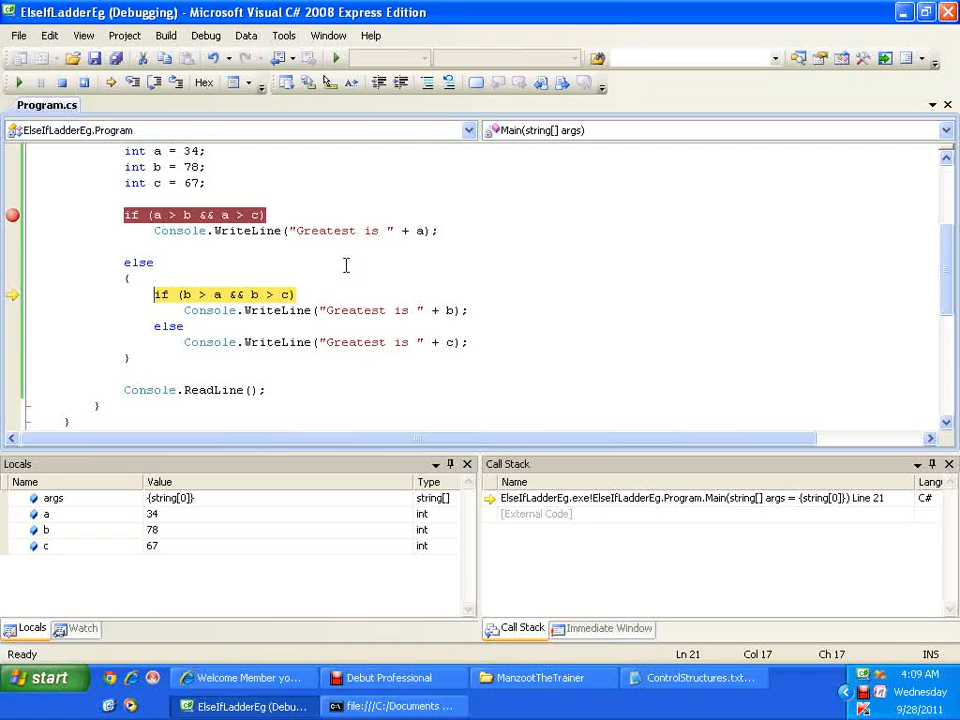 ElseIfLadderEg (Debugging) - Microsoft Visual C# 2008 Express Edition
File Edit View Project Build Debug Data Tools Window Help
Hex
Program.cs
ElseIfLadderEg.Program Main(string[] args)
int a = 34;
int b = 78;
int c = 67;
if (a > b && a > c)
Console.WriteLine("Greatest is " + a);
else
{
if (b > a && b > c)
Console.WriteLine("Greatest is " + b);
else
Console.WriteLine("Greatest is " + c);
}
Console.ReadLine();
}
}
Locals Call Stack
Name Value Type Name Langu
args {string[0]} string[] ElseIfLadderEg.exe!ElseIfLadderEg.Program.Main(string[] args = {string[0]}) Line 21 C#
a 34 int [External Code]
b 78 int
c 67 int
Locals Watch Call Stack Immediate Window
Ready Ln 21 Col 17 Ch 17 INS
start Welcome Member yo... Debut Professional ManzootTheTrainer ControlStructures.txt... 4:09 AM
Wednesday
ElseIfLadderEg (Debu... file:///C:/Documents ... 9/28/2011